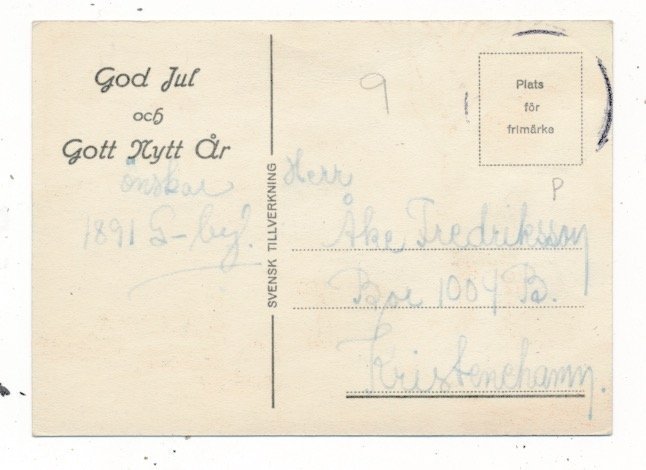 God Jul
och
Gott Nytt År
önskar
1891 G-byl.
SVENSK TILLVERKNING
9
Plats
för
frimärke
P
Herr
Åke Fredriksson
Box 1004 B.
Kristinehamn.